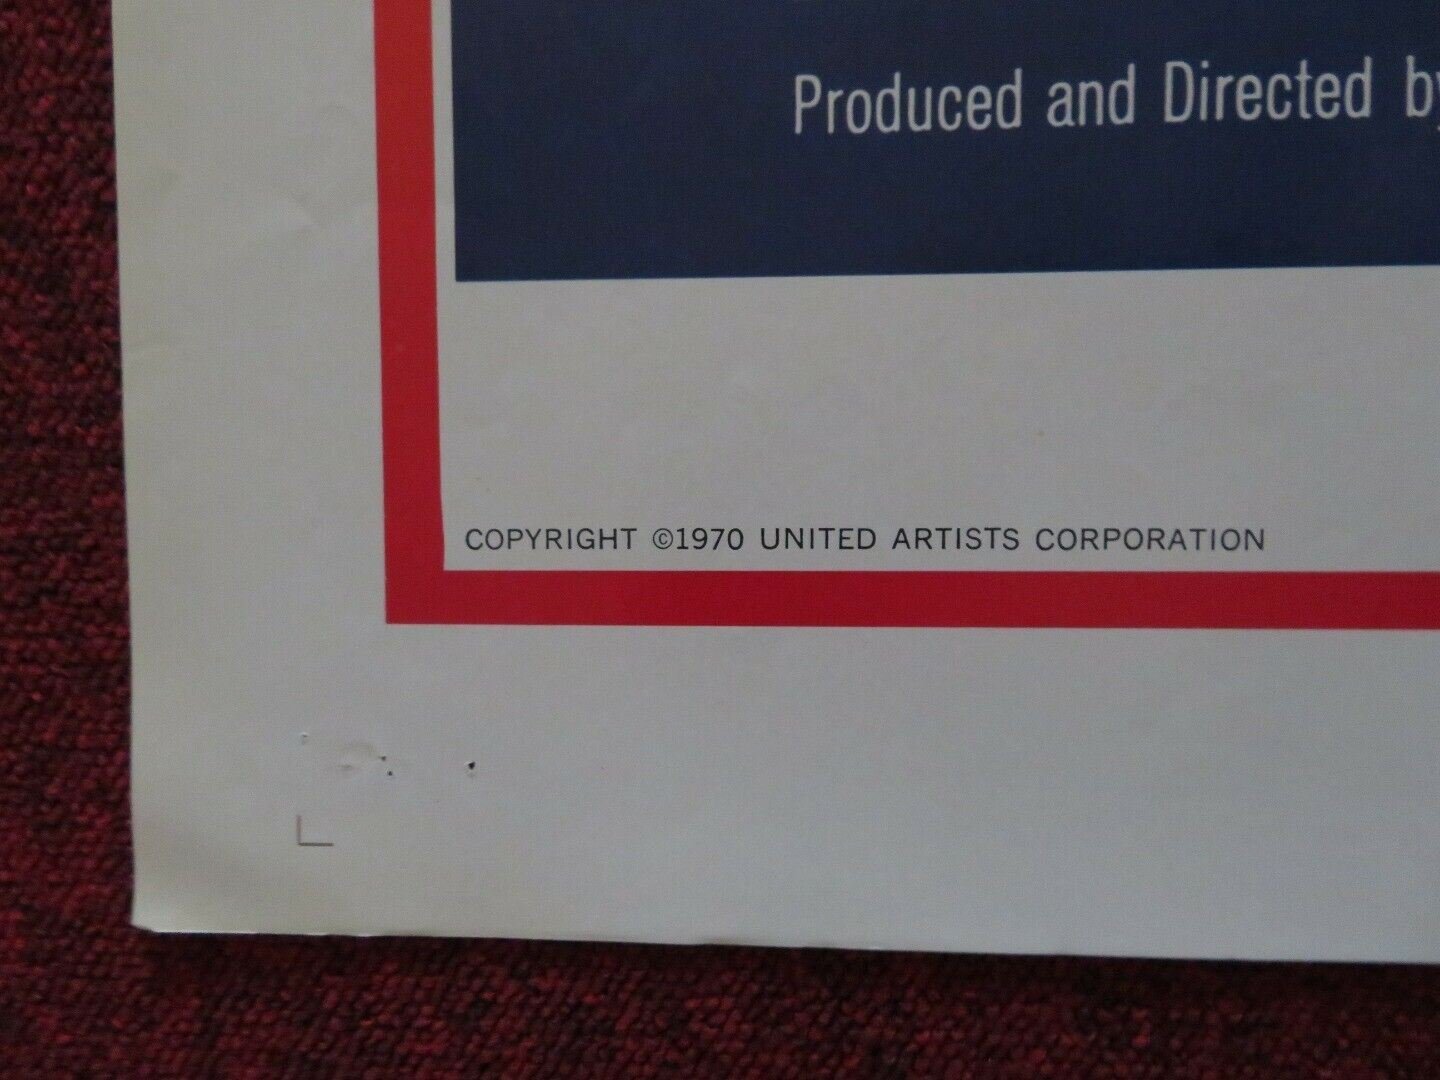 Produced and Directed by
COPYRIGHT ©1970 UNITED ARTISTS CORPORATION